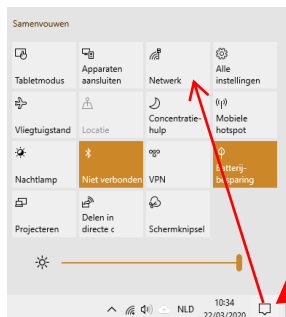 Samenvouwen
Tabletmodus
Apparaten
aansluiten
Netwerk
Alle
instellingen
Vliegtuigstand
Locatie
Concentratie-
hulp
Mobiele
hotspot
Nachtlamp
Niet verbonden
VPN
batterij-
besparing
Projecteren
Delen in
directe c
Schermknipsel
NLD
10:34
22/03/2020